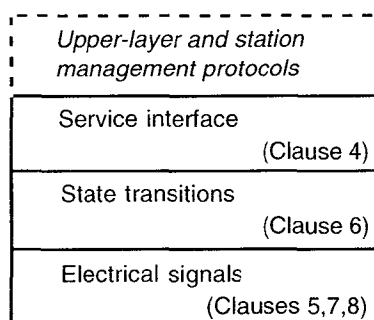 Upper-layer and station
management protocols
Service interface
(Clause 4)
State transitions
(Clause 6)
Electrical signals
(Clauses 5,7,8)